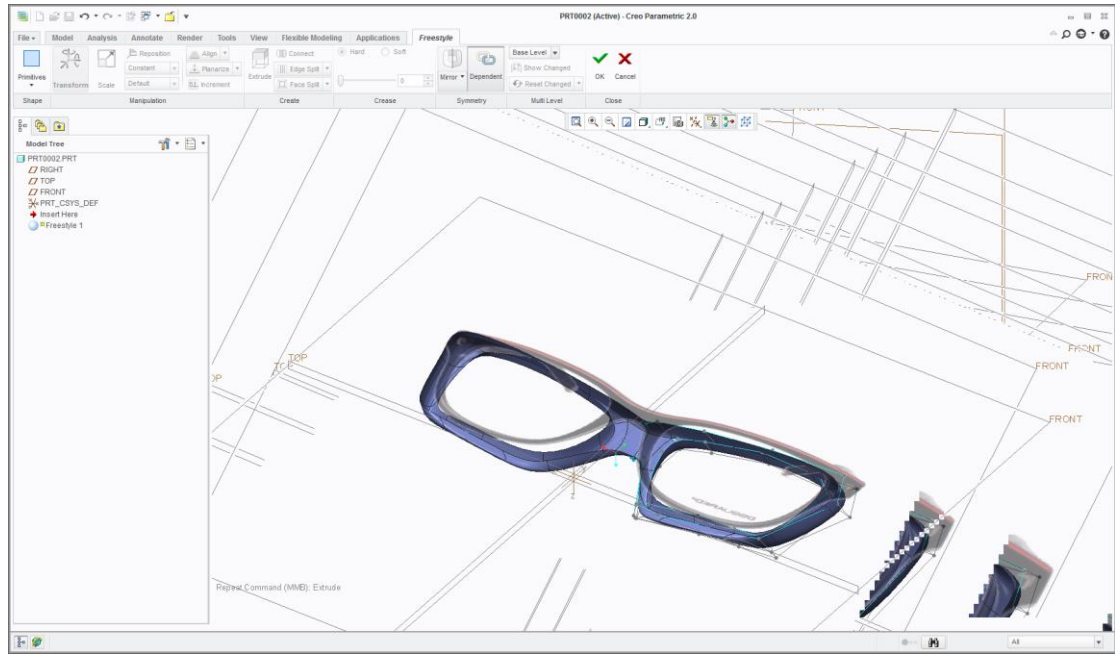 PRT0002 (Active) - Creo Parametric 2.0
File Model Analysis Annotate Render Tools View Flexible Modeling Applications Freestyle
Primitives
Transform
Scale
Reposition
Constant
Default
Align
Planarize
Increment
Extrude
Connect
Edge Split
Face Split
Hard Soft
0
Mirror
Dependent
Base Level
Show Changed
Reset Changed
OK
Cancel
Shape Manipulation Create Crease Symmetry Multi Level Close
Model Tree
PRT0002.PRT
RIGHT
TOP
FRONT
PRT_CSYS_DEF
Insert Here
Freestyle 1
FRONT
FRONT
FRONT
FRONT
TOP
FRONT
Repeat Command (MMB): Extrude
All